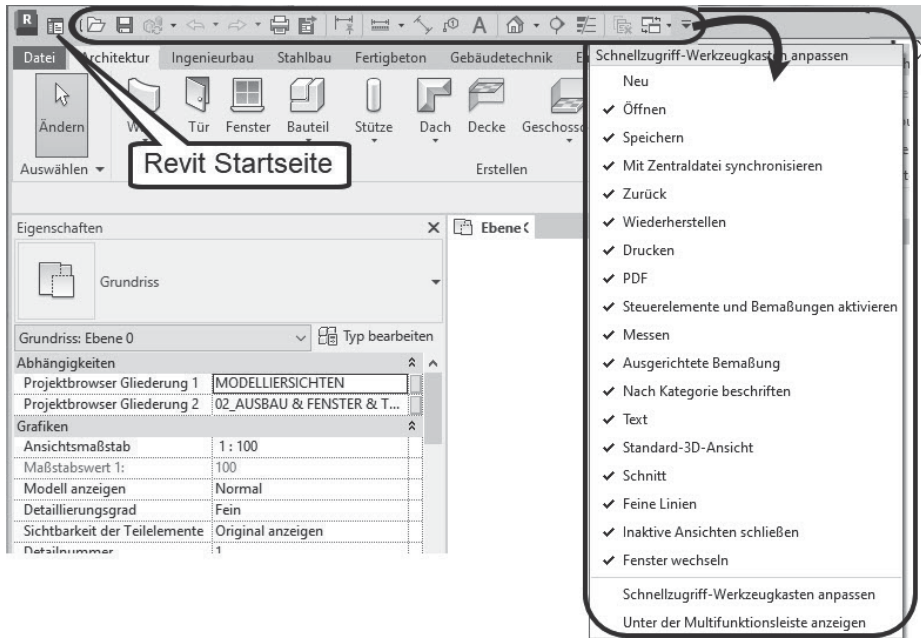 R
A
Datei Architektur Ingenieurbau Stahlbau Fertigbeton Gebäudetechnik
Ändern Tür Fenster Bauteil Stütze Dach Decke
Auswählen Erstellen
Revit Startseite
Eigenschaften
Grundriss
Grundriss: Ebene 0 Typ bearbeiten
Abhängigkeiten
Projektbrowser Gliederung 1 MODELLIERSICHTEN
Projektbrowser Gliederung 2 02_AUSBAU & FENSTER & T...
Grafiken
Ansichtsmaßstab 1 : 100
Maßstabswert 1: 100
Modell anzeigen Normal
Detaillierungsgrad Fein
Sichtbarkeit der Teilelemente Original anzeigen
Detailnummer 1
Ebene
Schnellzugriff-Werkzeugkasten anpassen
Neu
Öffnen
Speichern
Mit Zentraldatei synchronisieren
Zurück
Wiederherstellen
Drucken
PDF
Steuerelemente und Bemaßungen aktivieren
Messen
Ausgerichtete Bemaßung
Nach Kategorie beschriften
Text
Standard-3D-Ansicht
Schnitt
Feine Linien
Inaktive Ansichten schließen
Fenster wechseln
Schnellzugriff-Werkzeugkasten anpassen
Unter der Multifunktionsleiste anzeigen